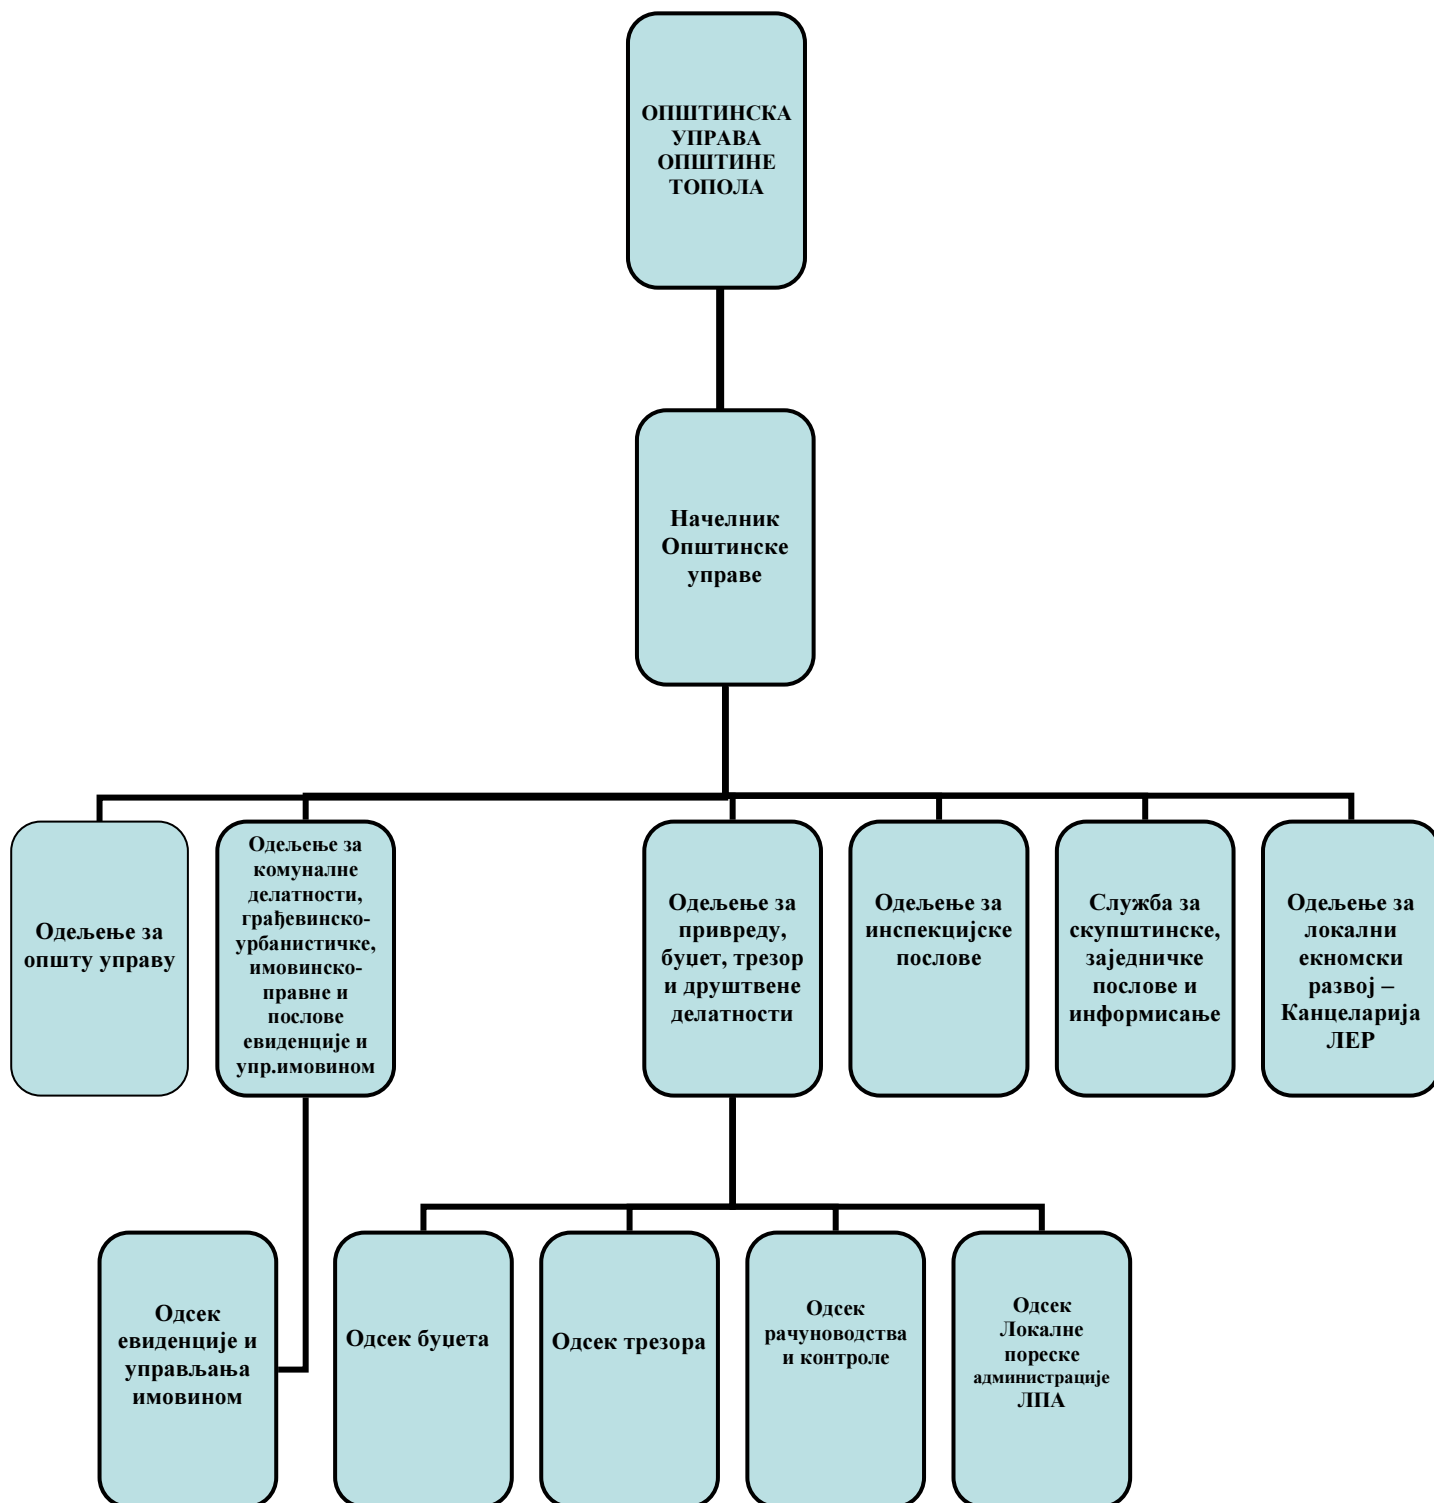 ОПШТИНСКА
УПРАВА
ОПШТИНЕ
ТОПОЛА
Начелник
Општинске
управе
Одељење за
општу управу
Одељење за
комуналне
делатности,
грађевинско-
урбанистичке,
имовинско-
правне и
послове
евиденције и
упр.имовином
Одељење за
привреду,
буџет, трезор
и друштвене
делатности
Одељење за
инспекцијске
послове
Служба за
скупштинске,
заједничке
послове и
информисање
Одељење за
локални
екномски
развој –
Канцеларија
ЛЕР
Одсек
евиденције и
управљања
имовином
Одсек буџета
Одсек трезора
Одсек
рачуноводства
и контроле
Одсек
Локалне
пореске
администрације
ЛПА